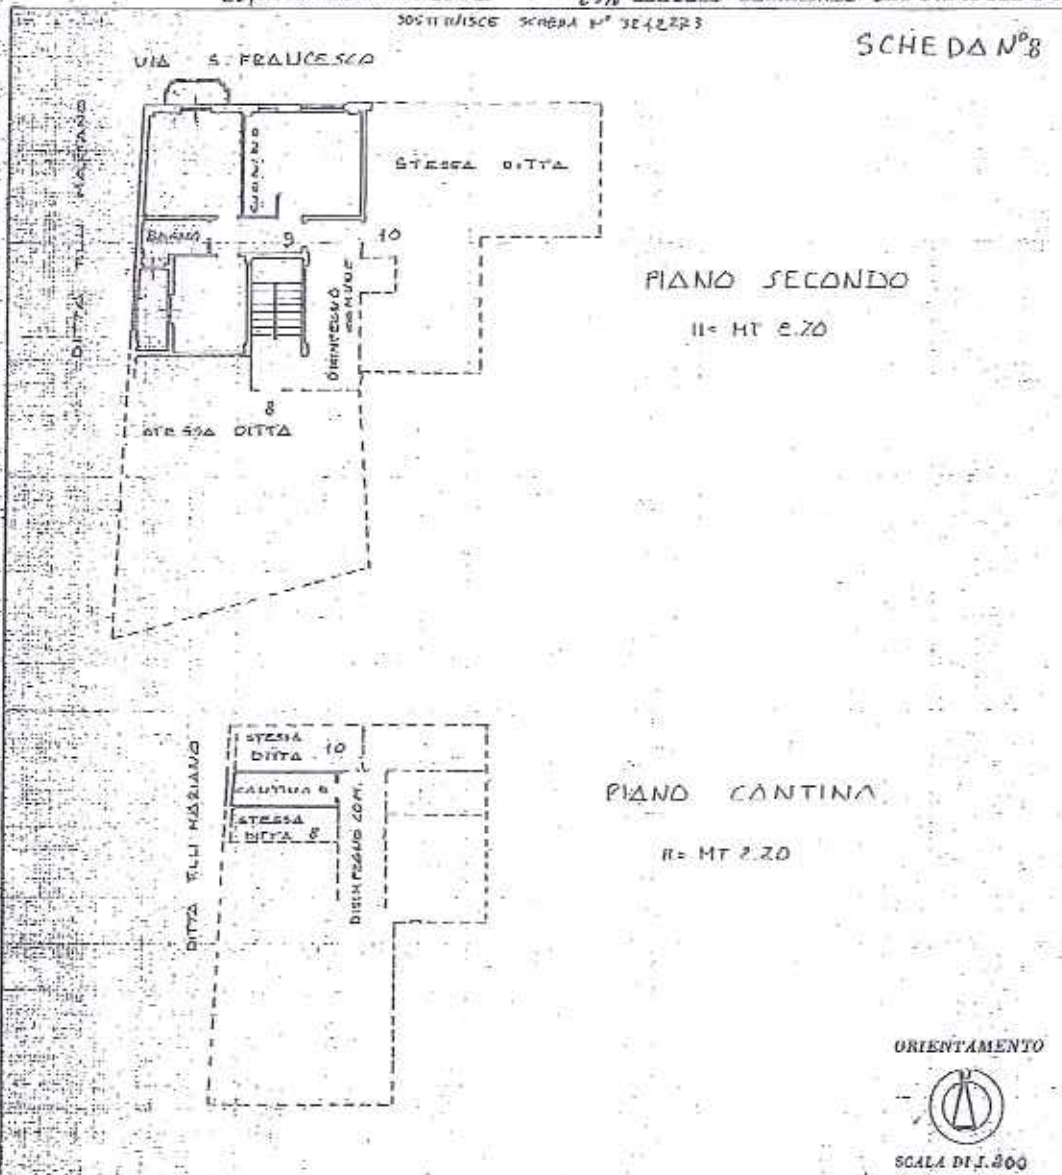 SOSTITUISCE SCHEDA N° 3242273
SCHEDA N°8
VIA S. FRANCESCO
DITTA F.LLI MARIANO
STESSA DITTA
BAGNO
9
10
DISIMPEGNO
COMUNE
PIANO SECONDO
H= MT 2.70
8
STESSA DITTA
STESSA
DITTA 10
CANTINA 9
STESSA
DITTA 8
DITTA F.LLI MARIANO
DISIMPEGNO COM.
PIANO CANTINA
H= MT 2.20
ORIENTAMENTO
SCALA DI 1:200